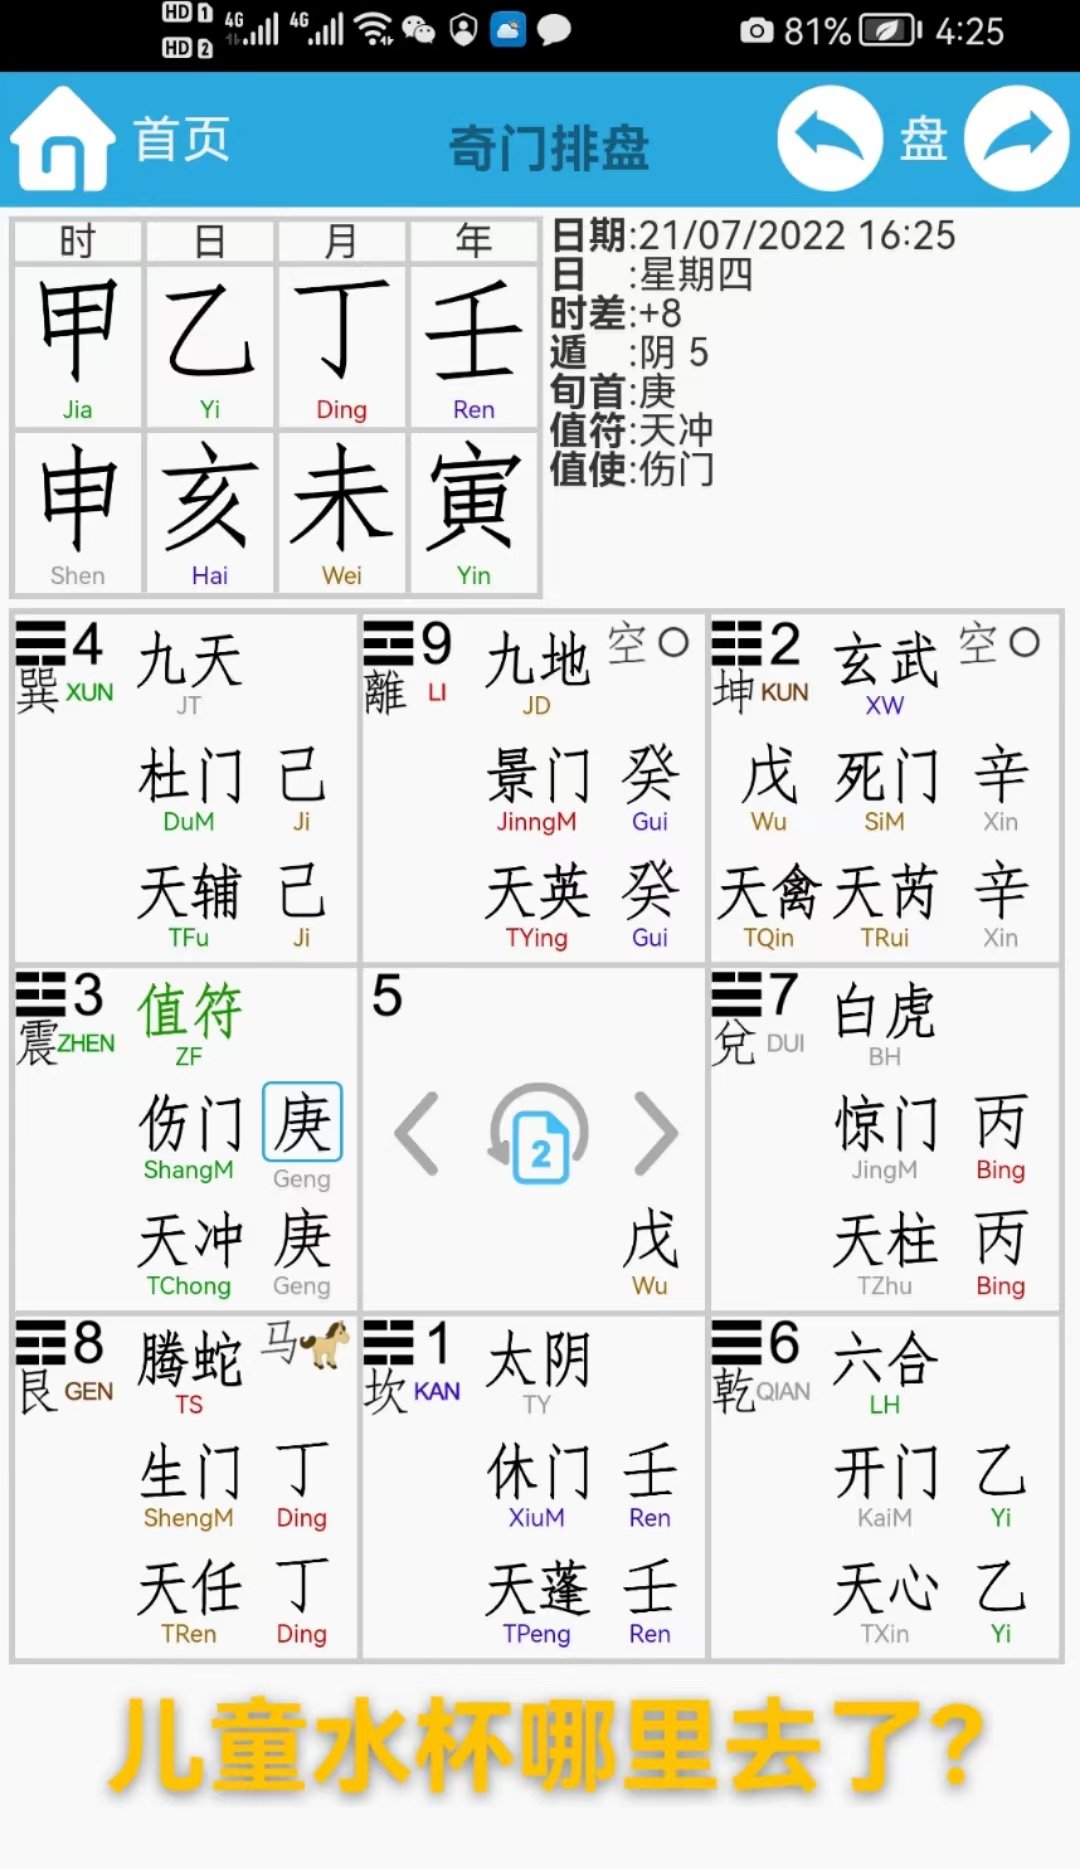 HD 1 4G 4G 81% 4:25
HD 2
首页 奇门排盘 盘
时 日 月 年
甲 乙 丁 壬
Jia Yi Ding Ren
申 亥 未 寅
Shen Hai Wei Yin
日期:21/07/2022 16:25
日 :星期四
时差:+8
遁 :阴 5
旬首:庚
值符:天冲
值使:伤门
4 九天
巽 XUN JT
杜门 己
DuM Ji
天辅 己
TFu Ji
9 九地 空
離 LI JD
景门 癸
JinngM Gui
天英 癸
TYing Gui
2 玄武 空
坤 KUN XW
戊 死门 辛
Wu SiM Xin
天禽 天芮 辛
TQin TRui Xin
3 值符
震 ZHEN ZF
伤门 庚
ShangM Geng
天冲 庚
TChong Geng
5
2
戊
Wu
7 白虎
兌 DUI BH
惊门 丙
JingM Bing
天柱 丙
TZhu Bing
8 腾蛇 马
艮 GEN TS
生门 丁
ShengM Ding
天任 丁
TRen Ding
1 太阴
坎 KAN TY
休门 壬
XiuM Ren
天蓬 壬
TPeng Ren
6 六合
乾 QIAN LH
开门 乙
KaiM Yi
天心 乙
TXin Yi
儿童水杯哪里去了?